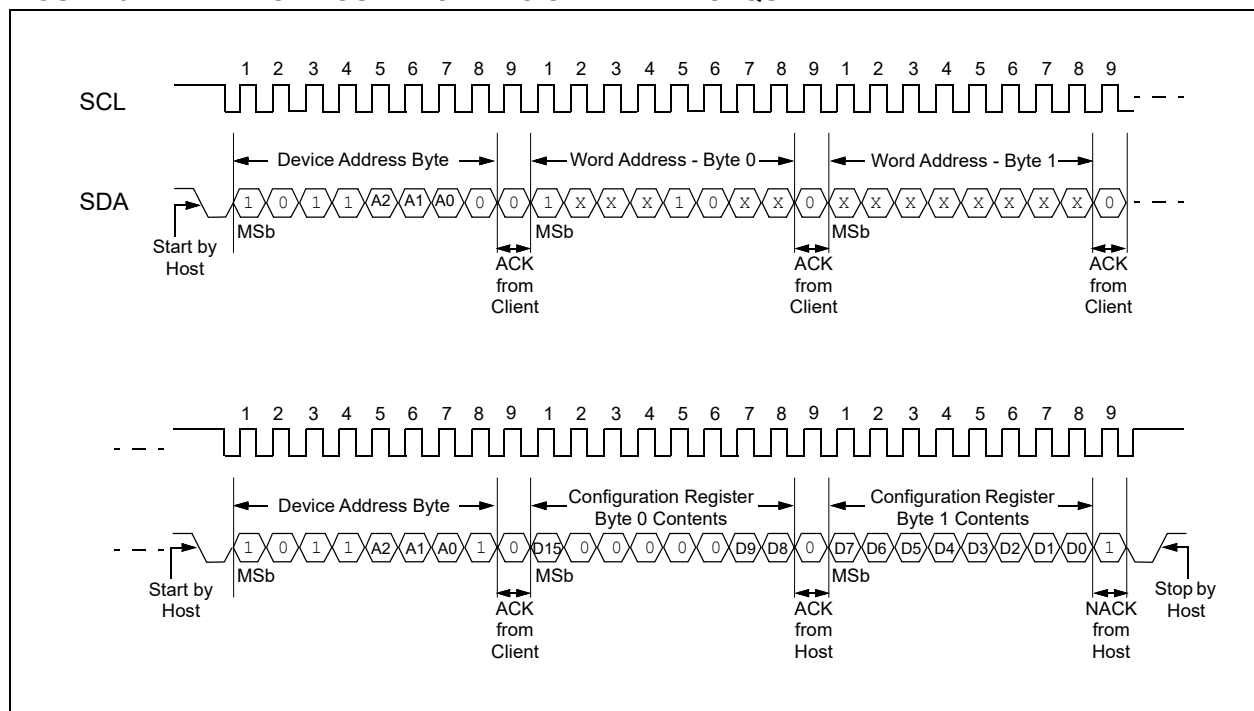 1 2 3 4 5 6 7 8 9 1 2 3 4 5 6 7 8 9 1 2 3 4 5 6 7 8 9
SCL
Device Address Byte Word Address - Byte 0 Word Address - Byte 1
SDA 1 0 1 1 A2 A1 A0 0 0 1 X X X 1 0 X X 0 X X X X X X X X 0
MSb MSb MSb
Start by Host
ACK from Client
ACK from Client
ACK from Client
1 2 3 4 5 6 7 8 9 1 2 3 4 5 6 7 8 9 1 2 3 4 5 6 7 8 9
Device Address Byte
Configuration Register
Byte 0 Contents
Configuration Register
Byte 1 Contents
1 0 1 1 A2 A1 A0 1 0 D15 0 0 0 0 0 D9 D8 0 D7 D6 D5 D4 D3 D2 D1 D0 1
MSb MSb MSb
Start by Host
ACK from Client
ACK from Host
NACK from Host
Stop by Host